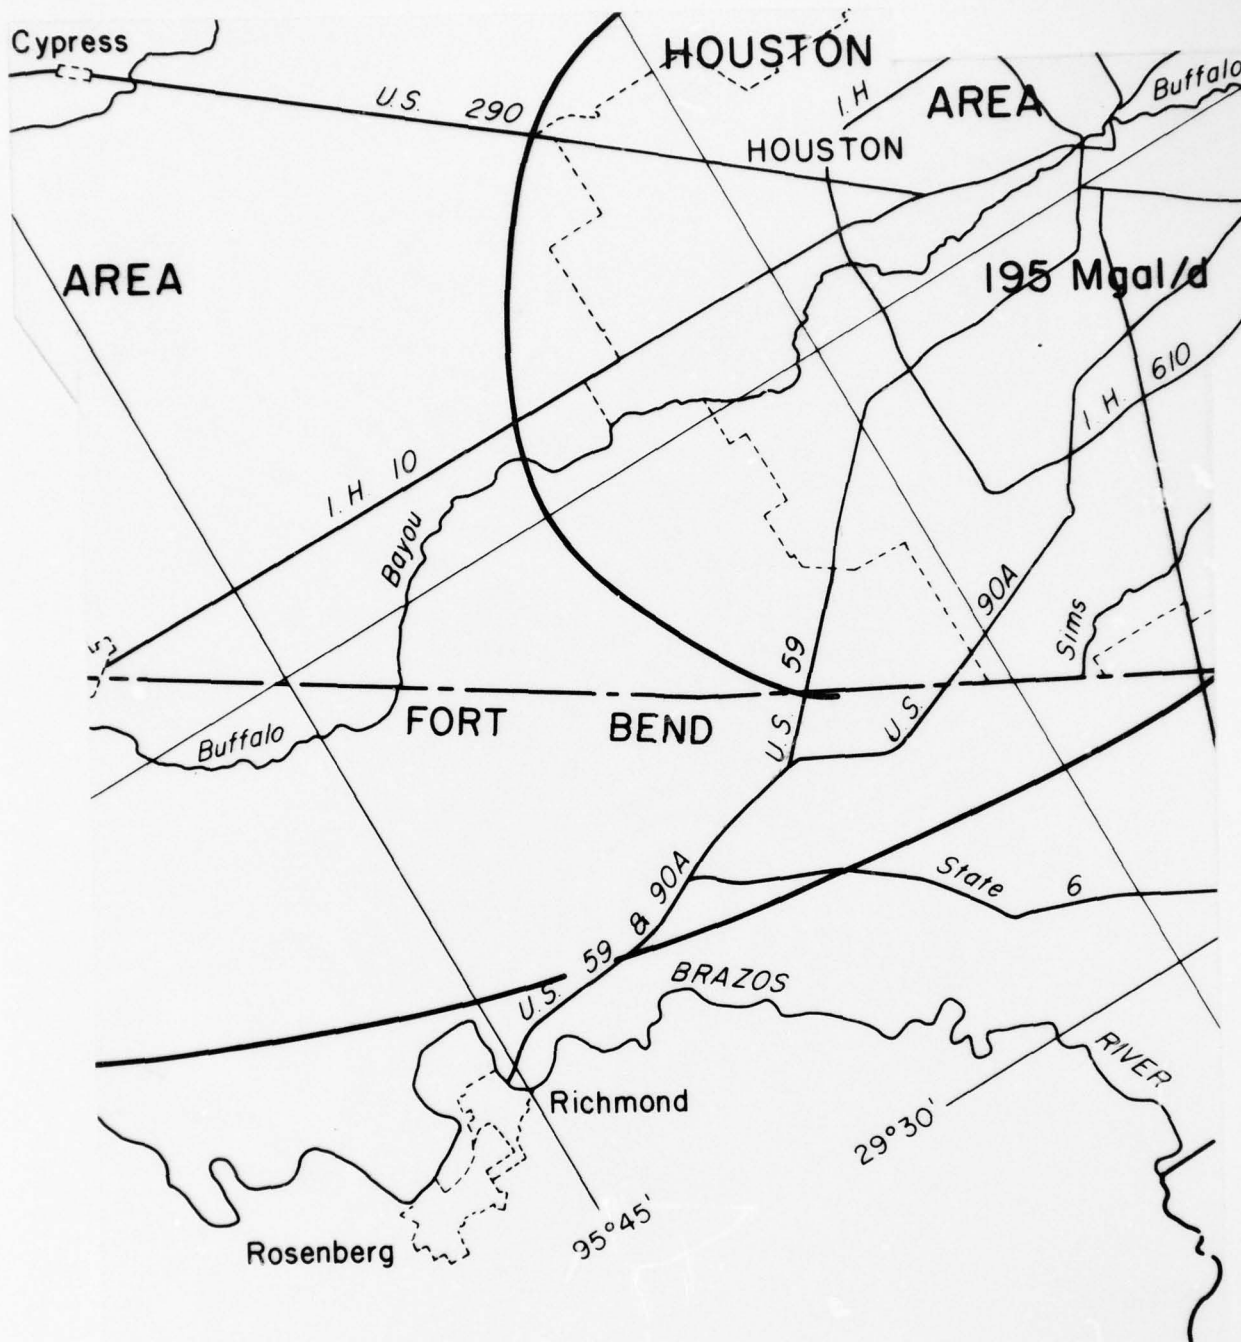 Cypress
HOUSTON
AREA
U.S. 290
I.H
Buffalo
HOUSTON
AREA
195 Mgal/d
I.H. 610
I.H. 10
Bayou
90A
Sims
59
U.S.
U.S.
FORT BEND
Buffalo
90A
&
59
U.S.
State 6
BRAZOS
RIVER
Richmond
29°30'
95°45'
Rosenberg